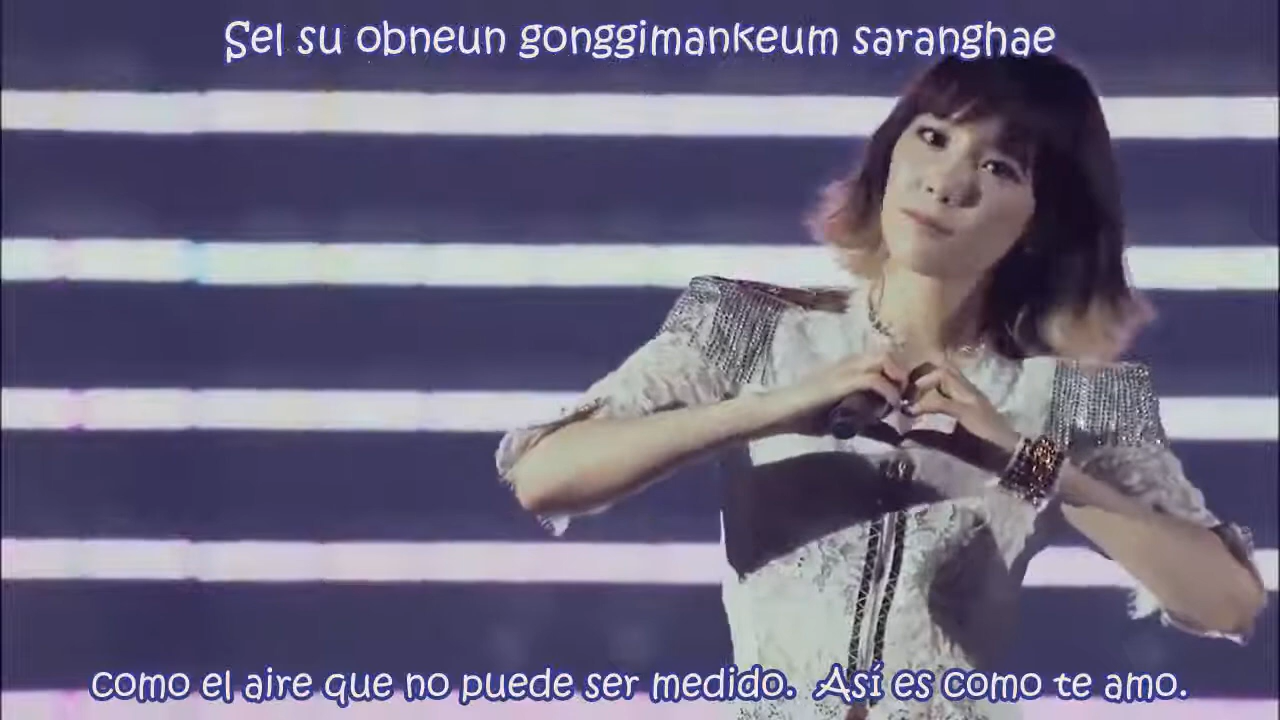 Sel su obneun gonggimankeum saranghae
como el aire que no puede ser medido. Así es como te amo.